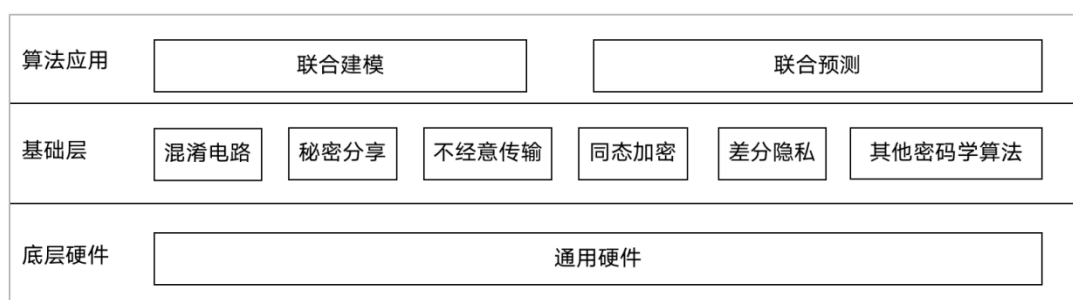 算法应用
联合建模
联合预测
基础层
混淆电路
秘密分享
不经意传输
同态加密
差分隐私
其他密码学算法
底层硬件
通用硬件